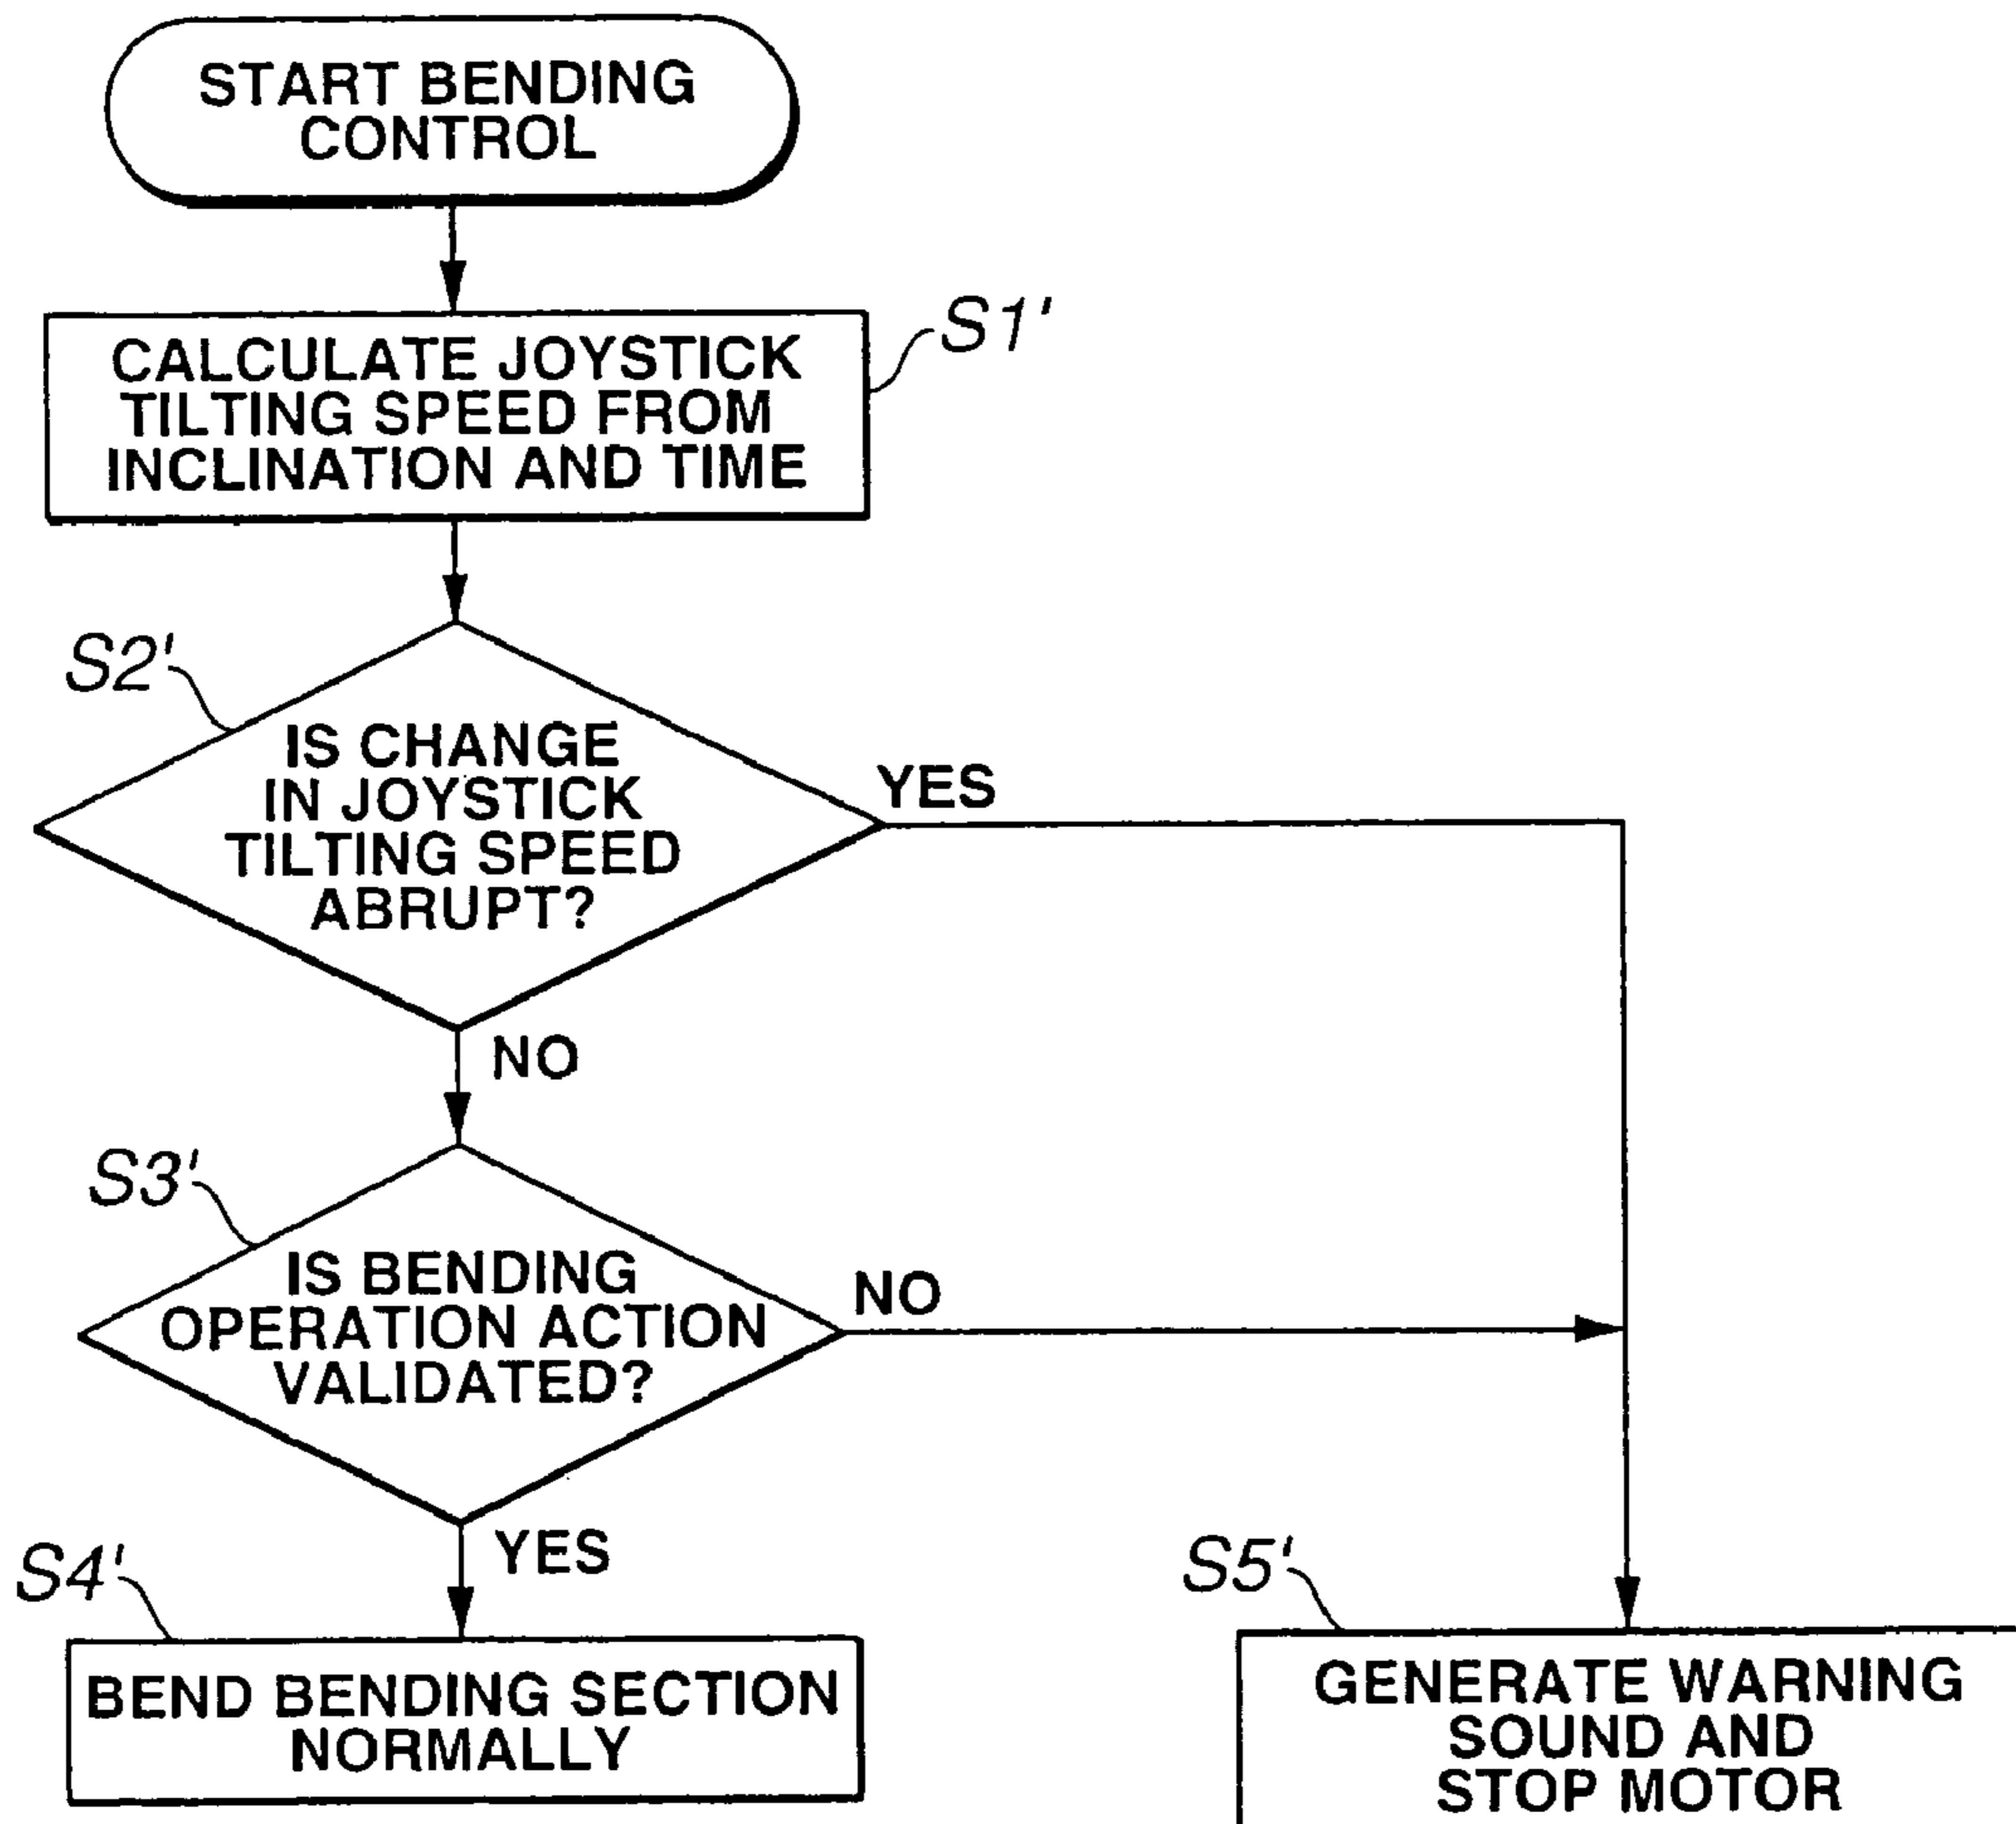 START BENDING
CONTROL
S1'
CALCULATE JOYSTICK
TILTING SPEED FROM
INCLINATION AND TIME
S2'
IS CHANGE
IN JOYSTICK
TILTING SPEED
ABRUPT?
YES
NO
S3'
IS BENDING
OPERATION ACTION
VALIDATED?
NO
YES
S4'
BEND BENDING SECTION
NORMALLY
S5'
GENERATE WARNING
SOUND AND
STOP MOTOR